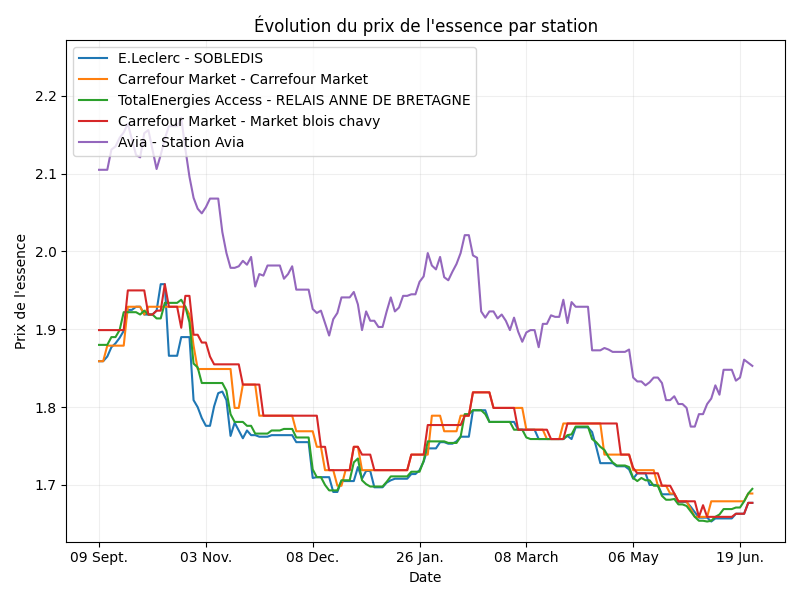 Évolution du prix de l'essence par station
E.Leclerc - SOBLEDIS
Carrefour Market - Carrefour Market
TotalEnergies Access - RELAIS ANNE DE BRETAGNE
Carrefour Market - Market blois chavy
Avia - Station Avia
Prix de l'essence
2.2
2.1
2.0
1.9
1.8
1.7
09 Sept. 03 Nov. 08 Dec. 26 Jan. 08 March 06 May 19 Jun.
Date